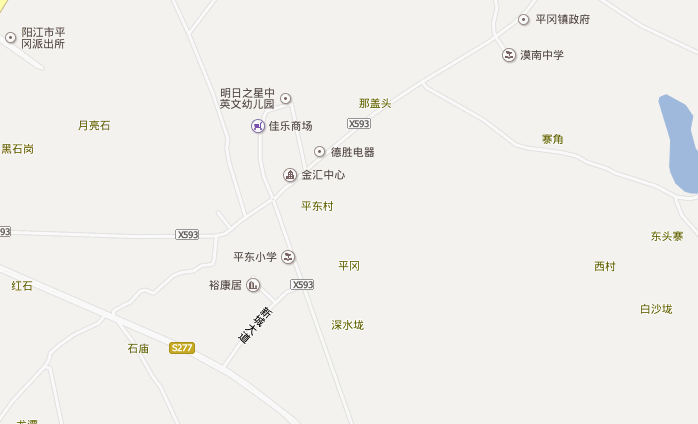 平冈镇政府
阳江市平
冈派出所
漠南中学
明日之星中
英文幼儿园
那盖头
月亮石
佳乐商场
X593
寨角
黑石岗
德胜电器
金汇中心
平东村
93
X593
东头寨
平东小学
平冈
西村
红石
裕康居
X593
白沙垅
新城大道
深水垅
石庙
S277